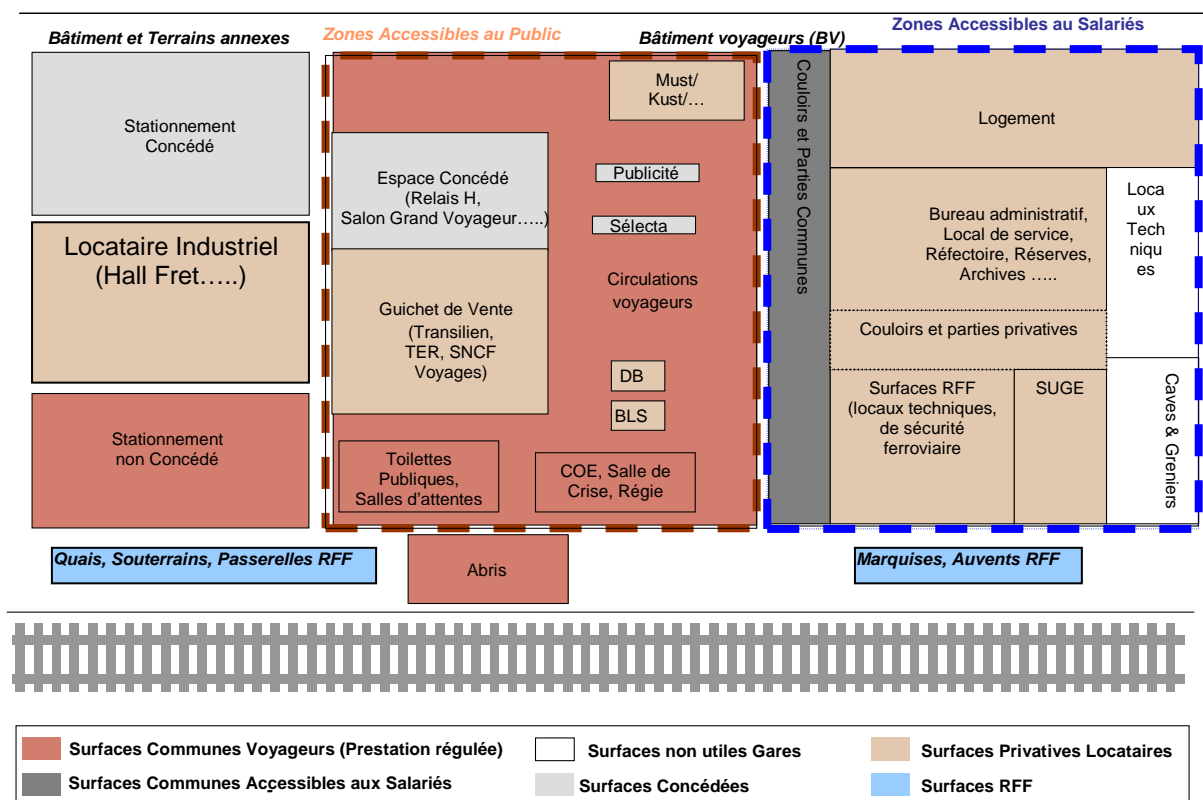 Bâtiment et Terrains annexes
Zones Accessibles au Public
Bâtiment voyageurs (BV)
Zones Accessibles au Salariés
Stationnement
Concédé
Locataire Industriel
(Hall Fret…..)
Stationnement
non Concédé
Must/
Kust/…
Espace Concédé
(Relais H,
Salon Grand Voyageur…..)
Publicité
Sélecta
Circulations
voyageurs
Guichet de Vente
(Transilien,
TER, SNCF
Voyages)
DB
BLS
Toilettes
Publiques,
Salles d’attentes
COE, Salle de
Crise, Régie
Couloirs et Parties Communes
Logement
Bureau administratif,
Local de service,
Réfectoire, Réserves,
Archives …..
Loca
ux
Tech
niqu
es
Couloirs et parties privatives
Surfaces RFF
(locaux techniques,
de sécurité
ferroviaire
SUGE
Caves & Greniers
Quais, Souterrains, Passerelles RFF
Abris
Marquises, Auvents RFF
Surfaces Communes Voyageurs (Prestation régulée)
Surfaces non utiles Gares
Surfaces Privatives Locataires
Surfaces Communes Accessibles aux Salariés
Surfaces Concédées
Surfaces RFF